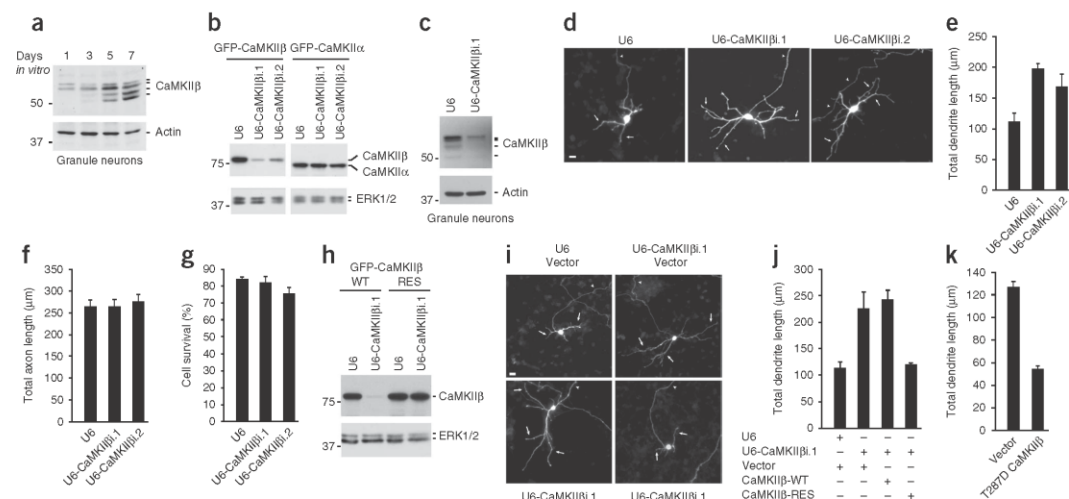 a
Days
in vitro
1 3 5 7
CaMKIIβ
50
Actin
37
Granule neurons
b
GFP-CaMKIIβ GFP-CaMKIIα
U6
U6-CaMKIIβi.1
U6-CaMKIIβi.2
U6
U6-CaMKIIβi.1
U6-CaMKIIβi.2
75
CaMKIIβ
CaMKIIα
ERK1/2
37
c
U6
U6-CaMKIIβi.1
CaMKIIβ
50
37
Actin
Granule neurons
d
U6
U6-CaMKIIβi.1
U6-CaMKIIβi.2
e
Total dendrite length (μm)
250
200
150
100
50
0
U6
U6-CaMKIIβi.1
U6-CaMKIIβi.2
f
Total axon length (μm)
350
300
250
200
150
100
50
0
U6
U6-CaMKIIβi.1
U6-CaMKIIβi.2
g
Cell survival (%)
90
80
70
60
50
40
30
20
10
0
U6
U6-CaMKIIβi.1
U6-CaMKIIβi.2
h
GFP-CaMKIIβ
WT RES
U6
U6-CaMKIIβi.1
U6
U6-CaMKIIβi.1
75
CaMKIIβ
ERK1/2
37
i
U6
Vector
U6-CaMKIIβi.1
Vector
U6-CaMKIIβi.1
U6-CaMKIIβi.1
j
Total dendrite length (μm)
300
250
200
150
100
50
0
U6 + – – –
U6-CaMKIIβi.1 – + + +
Vector + + – –
CaMKIIβ-WT – – + –
CaMKIIβ-RES – – – +
k
Total dendrite length (μm)
140
120
100
80
60
40
20
0
Vector
T287D CaMKIIβ